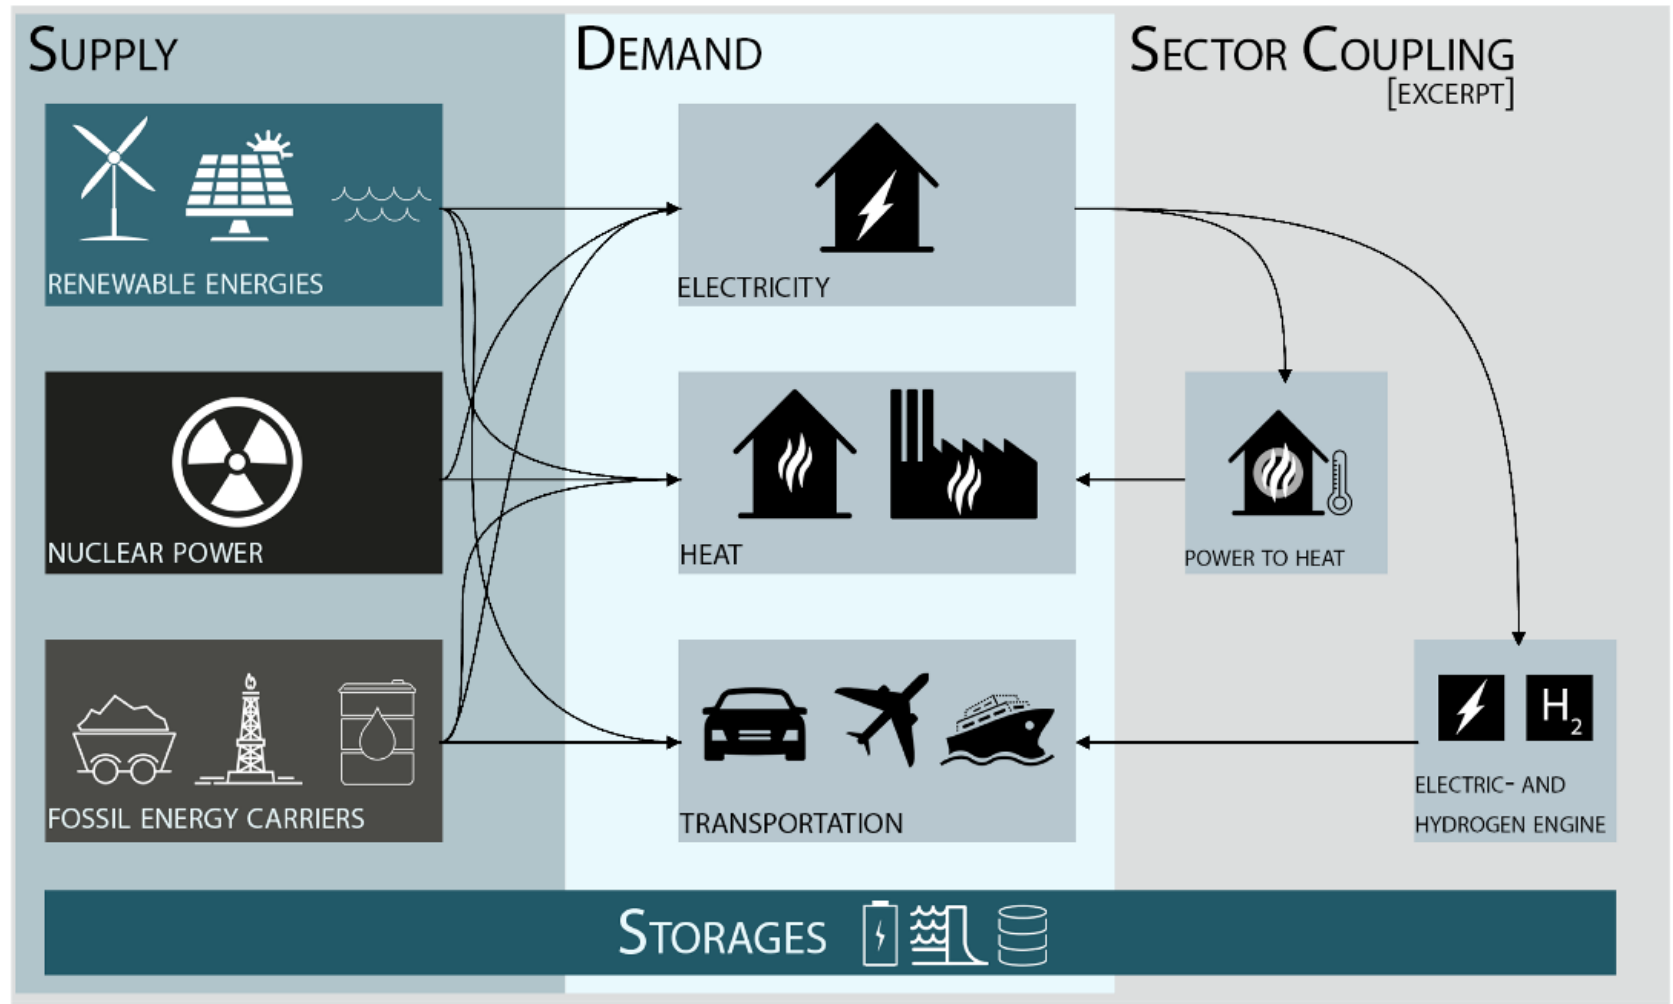 SUPPLY
DEMAND
SECTOR COUPLING
[EXCERPT]
RENEWABLE ENERGIES
ELECTRICITY
NUCLEAR POWER
HEAT
POWER TO HEAT
FOSSIL ENERGY CARRIERS
TRANSPORTATION
H2
ELECTRIC- AND
HYDROGEN ENGINE
STORAGES